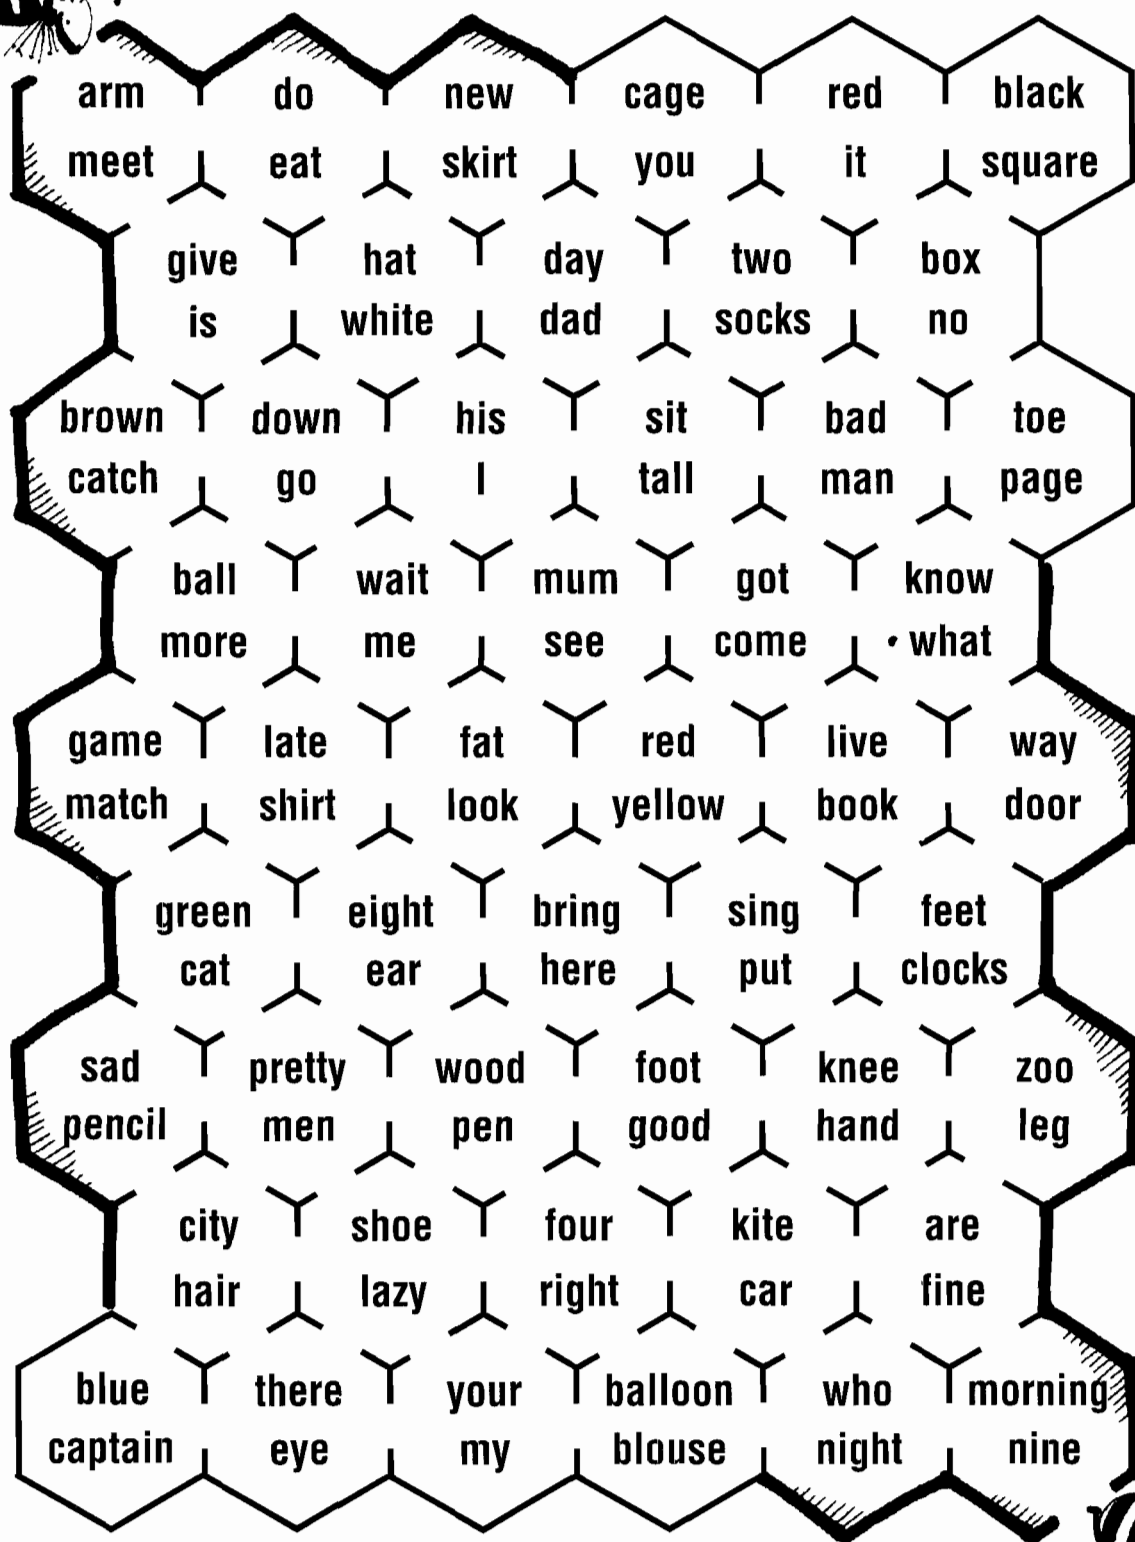 arm do new cage red black
meet eat skirt you it square
give hat day two box
is white dad socks no
brown down his sit bad toe
catch go I tall man page
ball wait mum got know
more me see come what
game late fat red live way
match shirt look yellow book door
green eight bring sing feet
cat ear here put clocks
sad pretty wood foot knee zoo
pencil men pen good hand leg
city shoe four kite are
hair lazy right car fine
blue there your balloon who morning
captain eye my blouse night nine